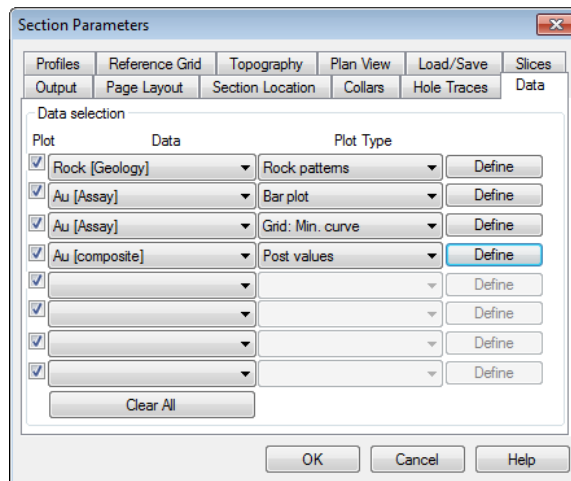 Section Parameters
Profiles Reference Grid Topography Plan View Load/Save Slices
Output Page Layout Section Location Collars Hole Traces Data
Data selection
Plot Data Plot Type
Rock [Geology] Rock patterns Define
Au [Assay] Bar plot Define
Au [Assay] Grid: Min. curve Define
Au [composite] Post values Define
Define
Define
Define
Define
Clear All
OK Cancel Help